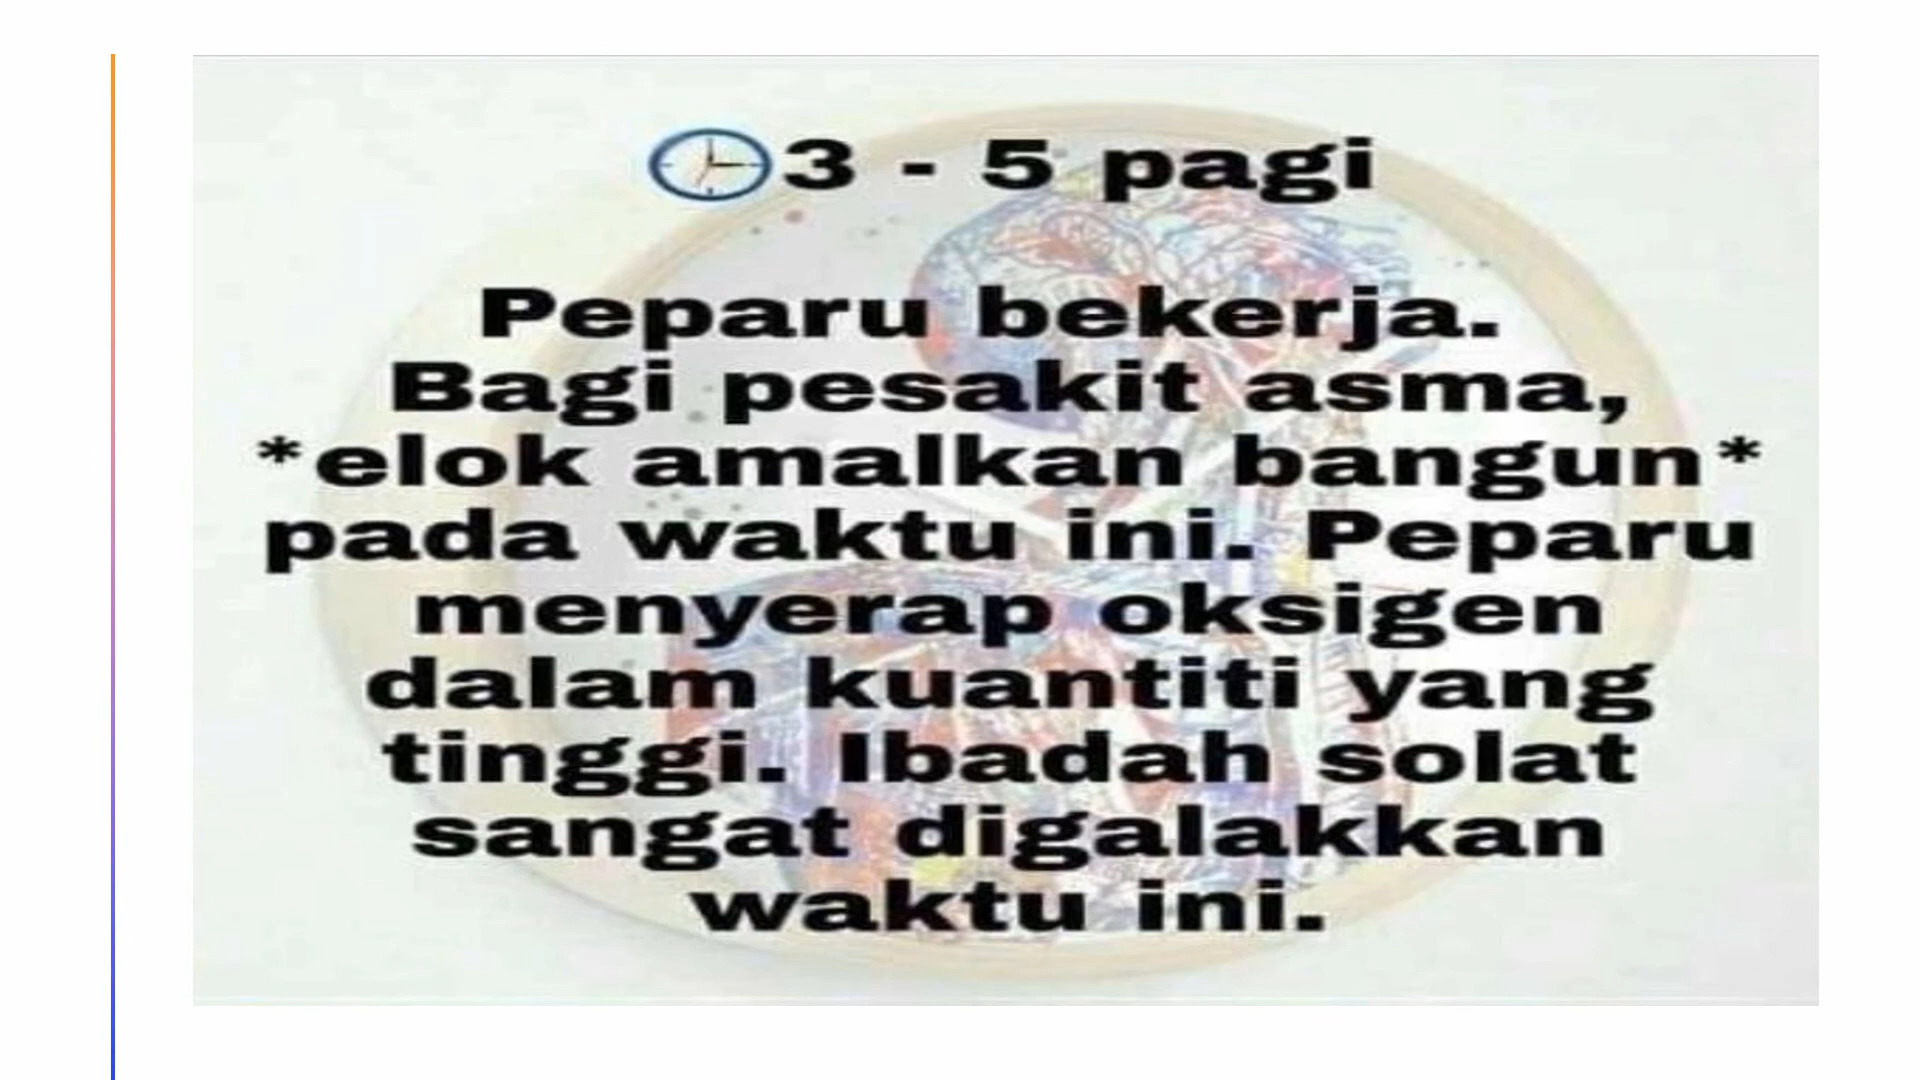 🕒3 - 5 pagi
Peparu bekerja.
Bagi pesakit asma,
*elok amalkan bangun*
pada waktu ini. Peparu
menyerap oksigen
dalam kuantiti yang
tinggi. Ibadah solat
sangat digalakkan
waktu ini.